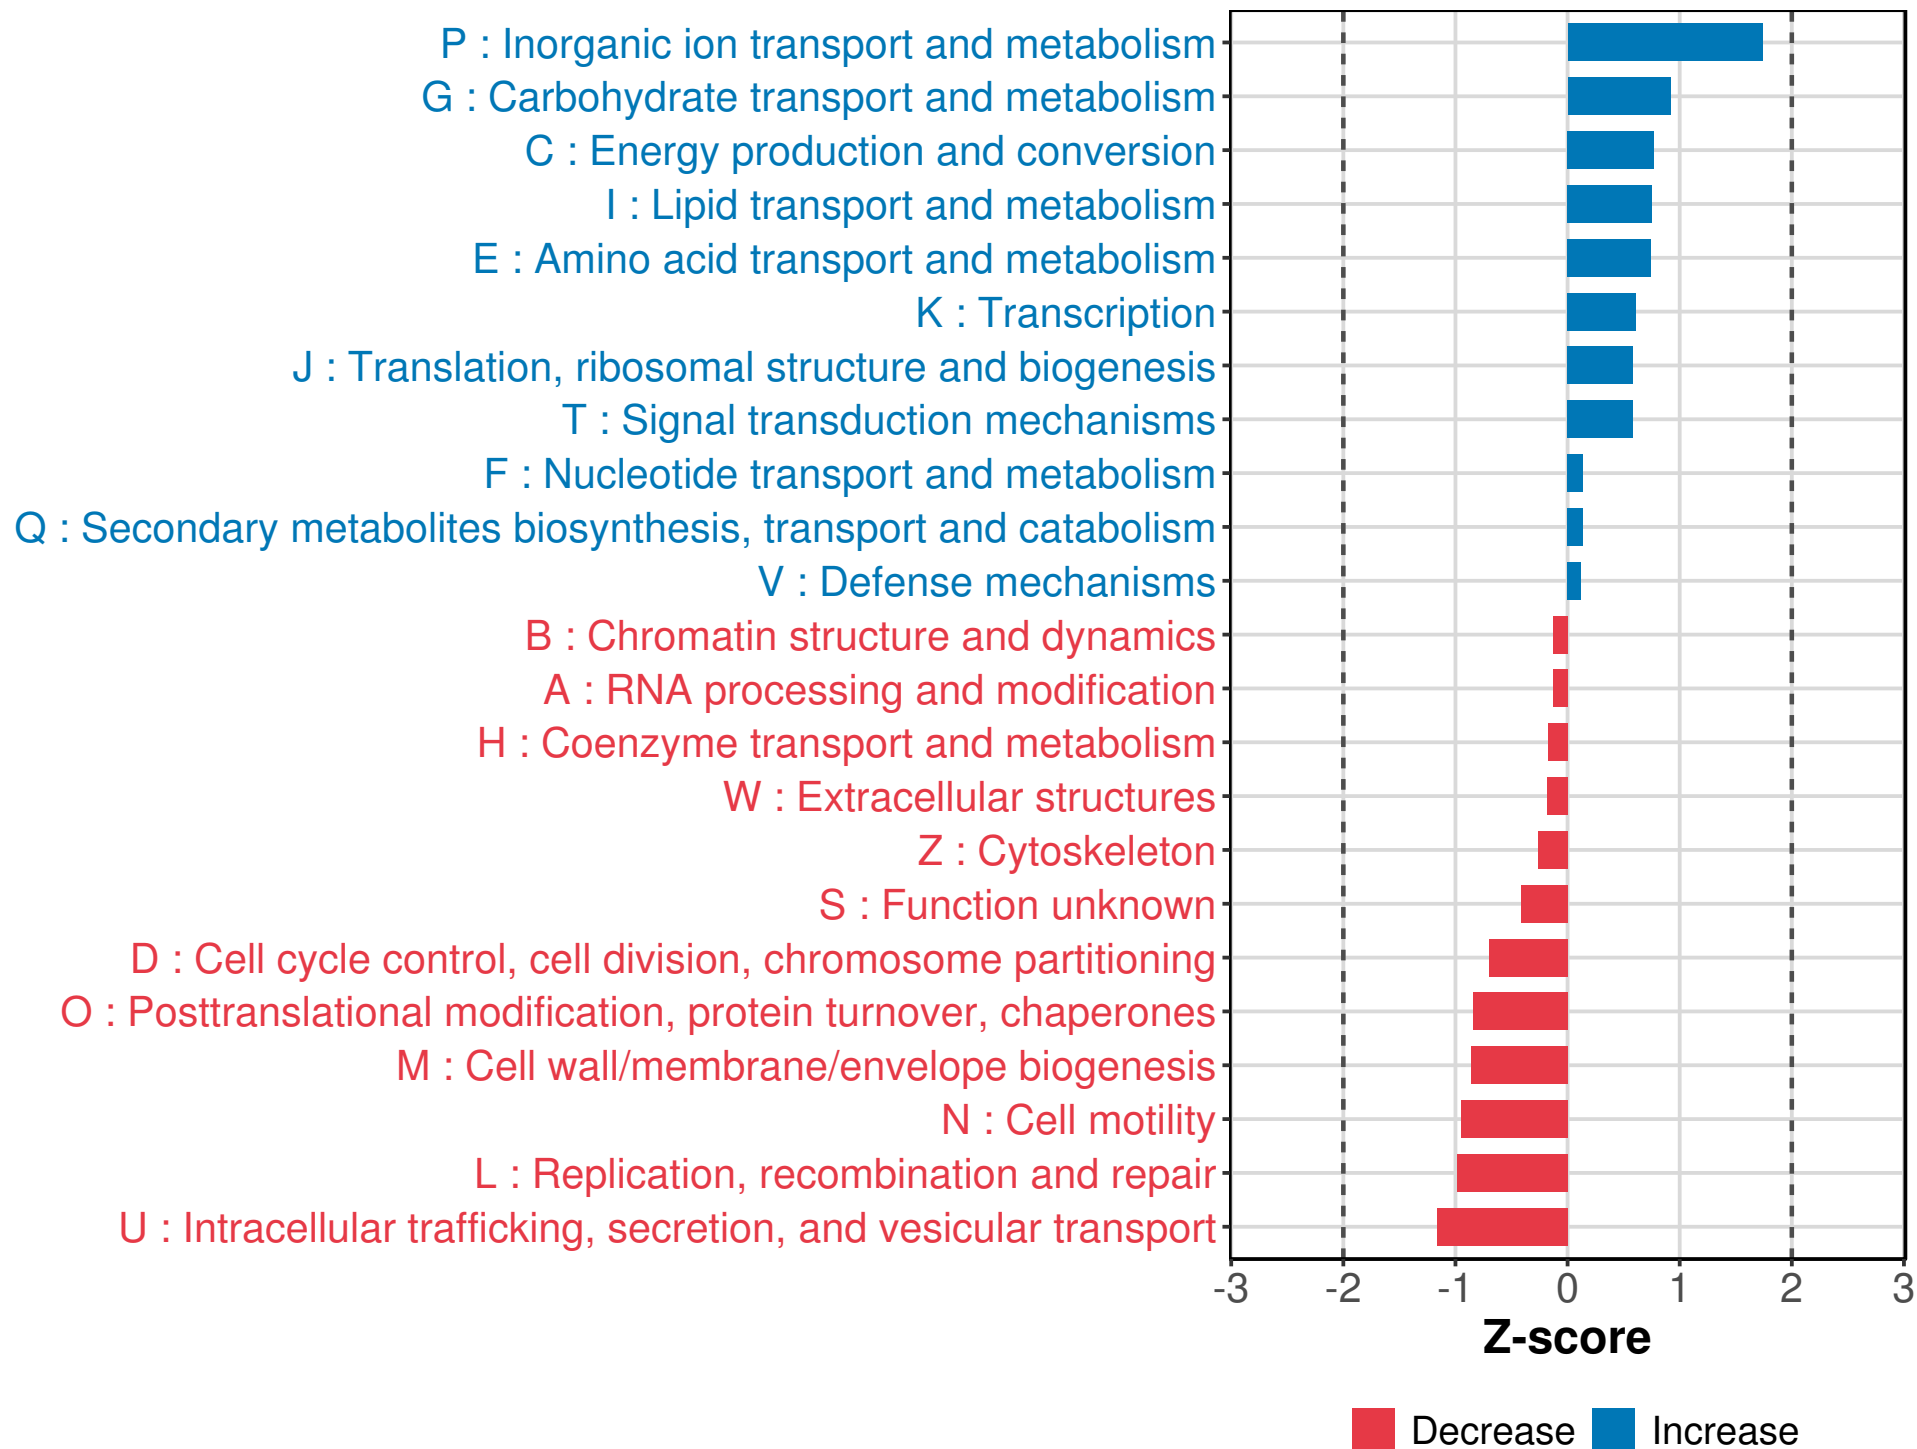 P : Inorganic ion transport and metabolism
G : Carbohydrate transport and metabolism
C : Energy production and conversion
I : Lipid transport and metabolism
E : Amino acid transport and metabolism
K : Transcription
J : Translation, ribosomal structure and biogenesis
T : Signal transduction mechanisms
F : Nucleotide transport and metabolism
Q : Secondary metabolites biosynthesis, transport and catabolism
V : Defense mechanisms
B : Chromatin structure and dynamics
A : RNA processing and modification
H : Coenzyme transport and metabolism
W : Extracellular structures
Z : Cytoskeleton
S : Function unknown
D : Cell cycle control, cell division, chromosome partitioning
O : Posttranslational modification, protein turnover, chaperones
M : Cell wall/membrane/envelope biogenesis
N : Cell motility
L : Replication, recombination and repair
U : Intracellular trafficking, secretion, and vesicular transport
-3 -2 -1 0 1 2 3
Z-score
Decrease Increase